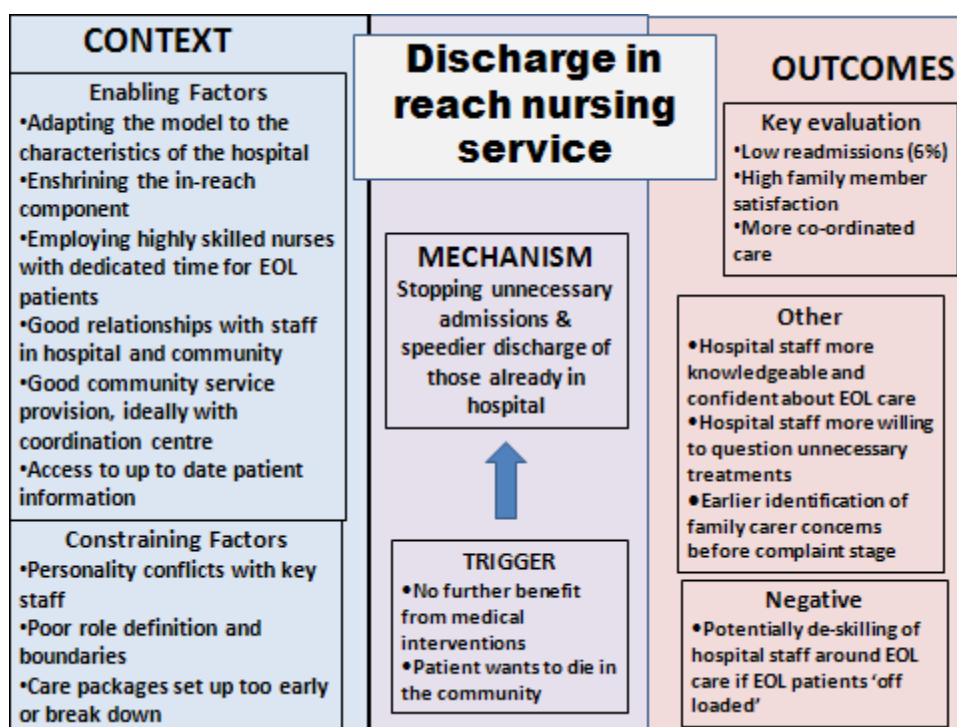 CONTEXT
Enabling Factors
•Adapting the model to the
characteristics of the hospital
•Enshrining the in-reach
component
•Employing highly skilled nurses
with dedicated time for EOL
patients
•Good relationships with staff
in hospital and community
•Good community service
provision, ideally with
coordination centre
•Access to up to date patient
information
Constraining Factors
•Personality conflicts with key
staff
•Poor role definition and
boundaries
•Care packages set up too early
or break down
Discharge in
reach nursing
service
MECHANISM
Stopping unnecessary
admissions &
speedier discharge of
those already in
hospital
TRIGGER
•No further benefit
from medical
interventions
•Patient wants to die in
the community
OUTCOMES
Key evaluation
•Low readmissions (6%)
•High family member
satisfaction
•More co-ordinated
care
Other
•Hospital staff more
knowledgeable and
confident about EOL care
•Hospital staff more willing
to question unnecessary
treatments
•Earlier identification of
family carer concerns
before complaint stage
Negative
•Potentially de-skilling of
hospital staff around EOL
care if EOL patients ‘off
loaded’